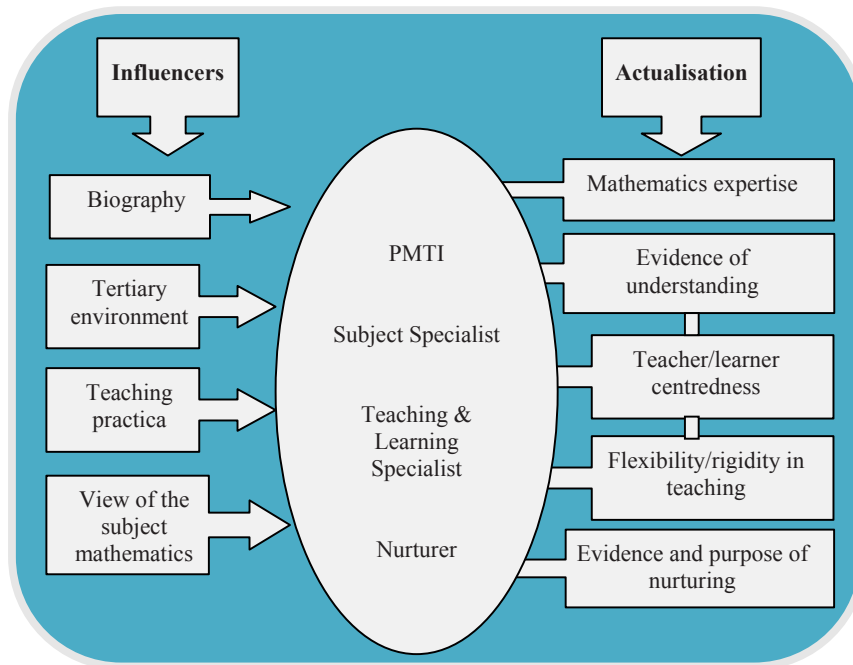 Influencers
Biography
Tertiary
environment
Teaching
practica
View of the
subject
mathematics
PMTI
Subject Specialist
Teaching &
Learning
Specialist
Nurturer
Actualisation
Mathematics expertise
Evidence of
understanding
Teacher/learner
centredness
Flexibility/rigidity in
teaching
Evidence and purpose of
nurturing